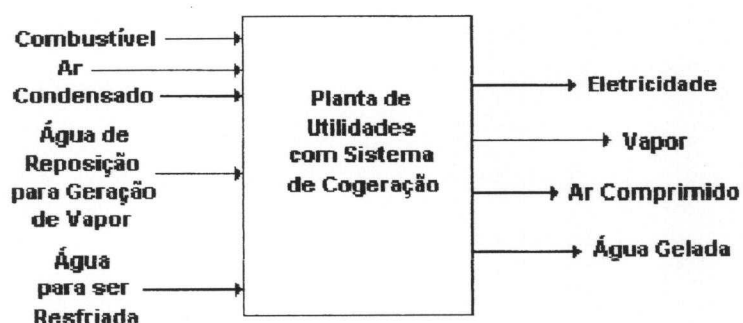 Combustível
Ar
Condensado
Água de
Reposição
para Geração
de Vapor
Água
para ser
Resfriada
Planta de
Utilidades
com Sistema
de Cogeração
Eletricidade
Vapor
Ar Comprimido
Água Gelada